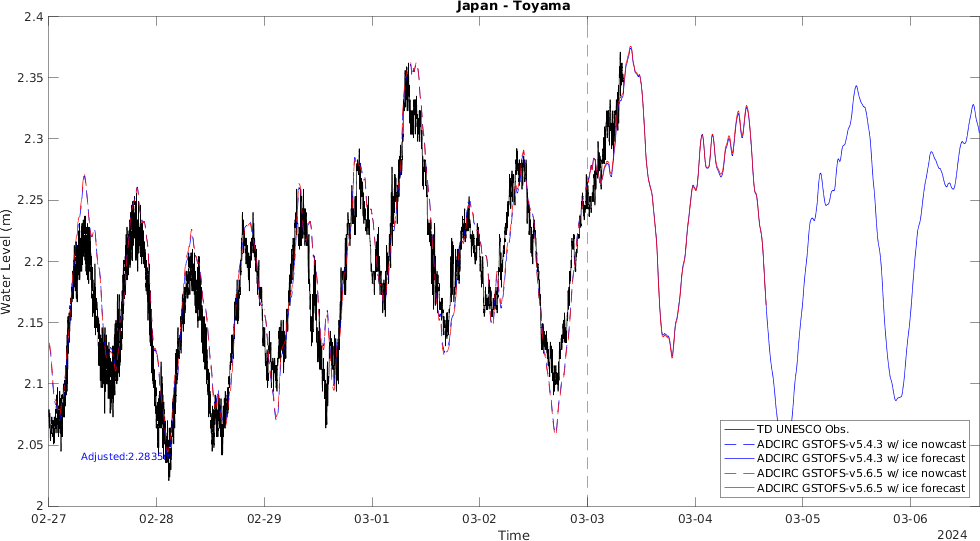 Japan - Toyama
Water Level (m)
2.4
2.35
2.3
2.25
2.2
2.15
2.1
2.05
2
Adjusted:2.2835
TD UNESCO Obs.
ADCIRC GSTOFS-v5.4.3 w/ ice nowcast
ADCIRC GSTOFS-v5.4.3 w/ ice forecast
ADCIRC GSTOFS-v5.6.5 w/ ice nowcast
ADCIRC GSTOFS-v5.6.5 w/ ice forecast
02-27 02-28 02-29 03-01 03-02 03-03 03-04 03-05 03-06
Time
2024